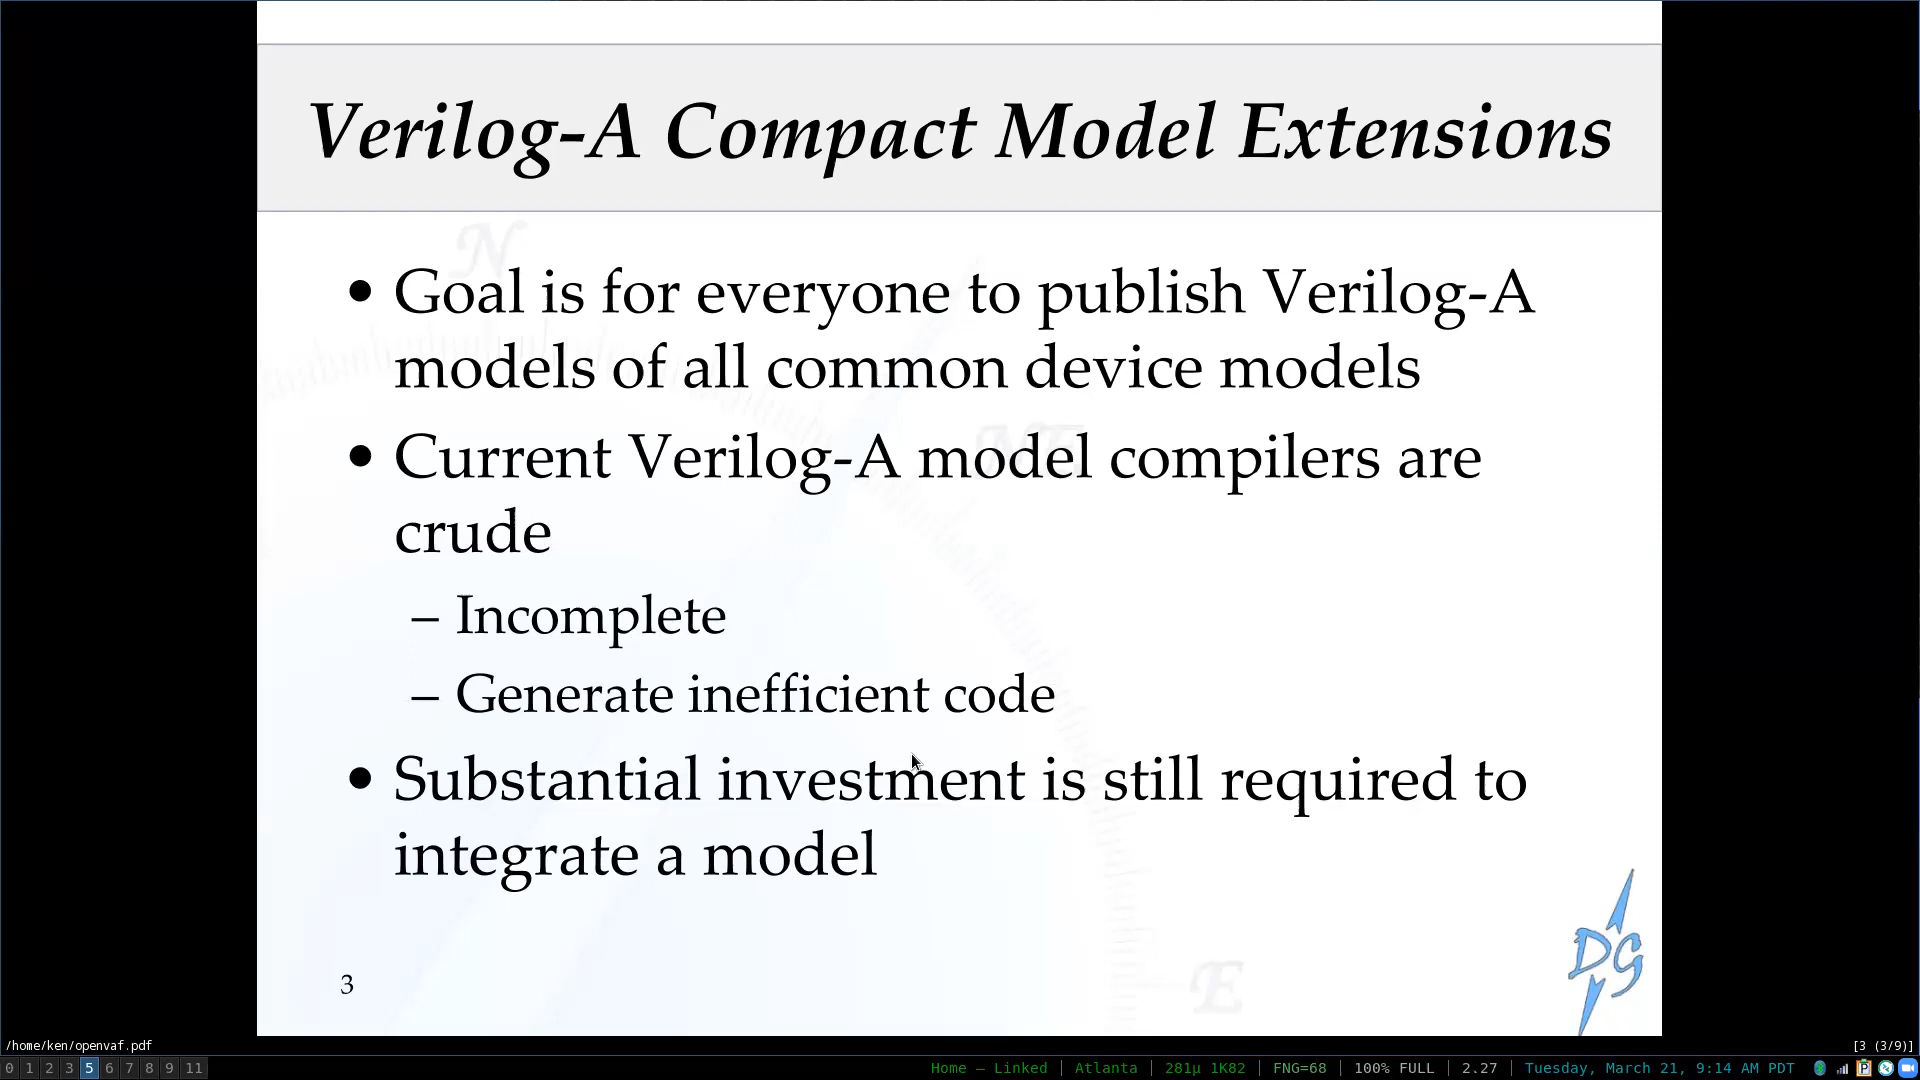 Verilog-A Compact Model Extensions
N
• Goal is for everyone to publish Verilog-A
models of all common device models
NE
• Current Verilog-A model compilers are
crude
– Incomplete
– Generate inefficient code
• Substantial investment is still required to
integrate a model
DG
3
E
/home/ken/openvaf.pdf
[3 (3/9)]
0 1 2 3 5 6 7 8 9 11
Home — Linked | Atlanta | 281µ 1K82 | FNG=68 | 100% FULL | 2.27 | Tuesday, March 21, 9:14 AM PDT